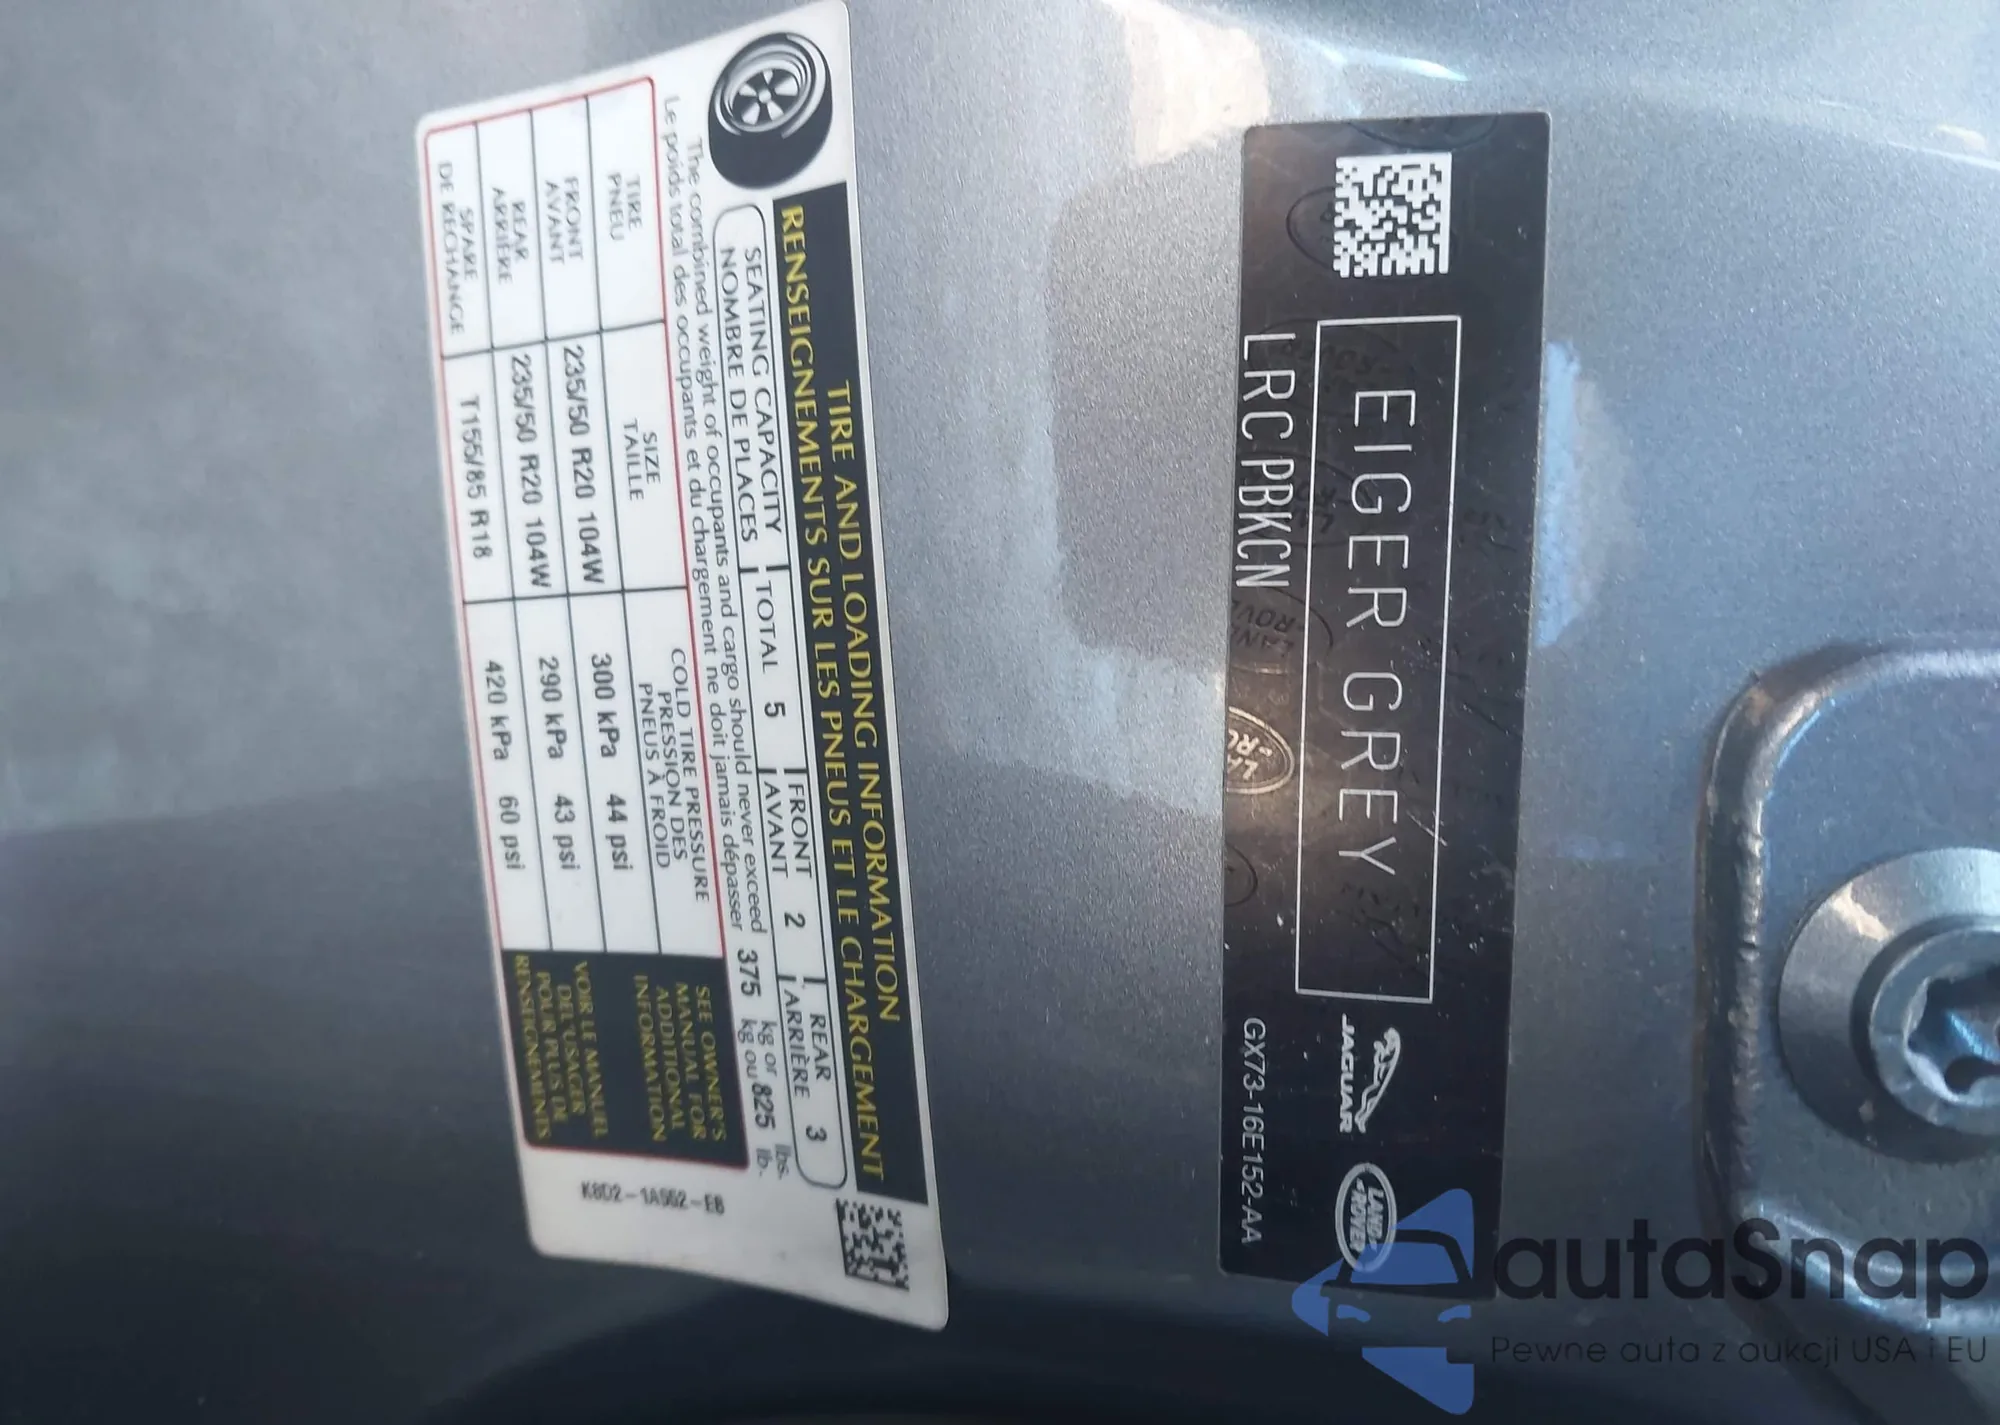 TIRE AND LOADING INFORMATION
RENSEIGNEMENTS SUR LES PNEUS ET LE CHARGEMENT
SEATING CAPACITY TOTAL 5 FRONT 2 REAR 3
NOMBRE DE PLACES AVANT ARRIÈRE
The combined weight of occupants and cargo should never exceed 375 kg or 825 lbs.
Le poids total des occupants et du chargement ne doit jamais dépasser kg ou lb.
TIRE SIZE COLD TIRE PRESSURE
PNEU TAILLE PRESSION DES
PNEUS À FROID
FRONT 235/50 R20 104W 300 kPa 44 psi
AVANT
REAR 235/50 R20 104W 290 kPa 43 psi
ARRIÈRE
SPARE T155/85 R18 420 kPa 60 psi
DE RECHANGE
SEE OWNER'S
MANUAL FOR
ADDITIONAL
INFORMATION
VOIR LE MANUEL
DE L'USAGER
POUR PLUS DE
RENSEIGNEMENTS
EIGER GREY
JAGUAR
LAND
ROVER
LRC PBKCN
GX73-16E152-AA
autaSnap
Pewne auta z aukcji USA i EU